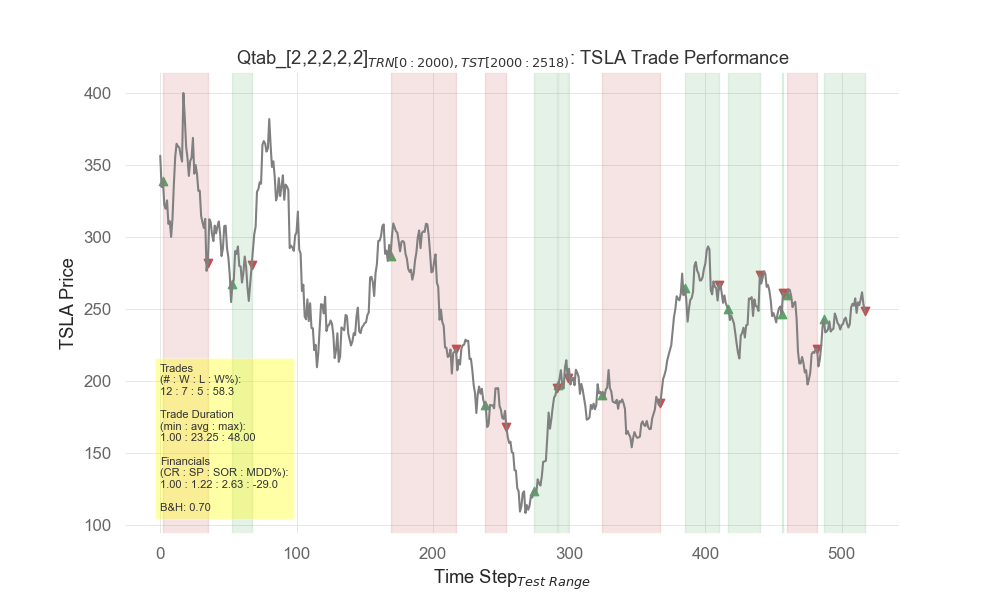 Qtab_[2,2,2,2,2]TRN[0 : 2000), TST[2000 : 2518): TSLA Trade Performance
TSLA Price
400
350
300
250
200
150
100
Trades
(# : W : L : W%):
12 : 7 : 5 : 58.3
Trade Duration
(min : avg : max):
1.00 : 23.25 : 48.00
Financials
(CR : SP : SOR : MDD%):
1.00 : 1.22 : 2.63 : -29.0
B&H: 0.70
0 100 200 300 400 500
Time StepTest Range